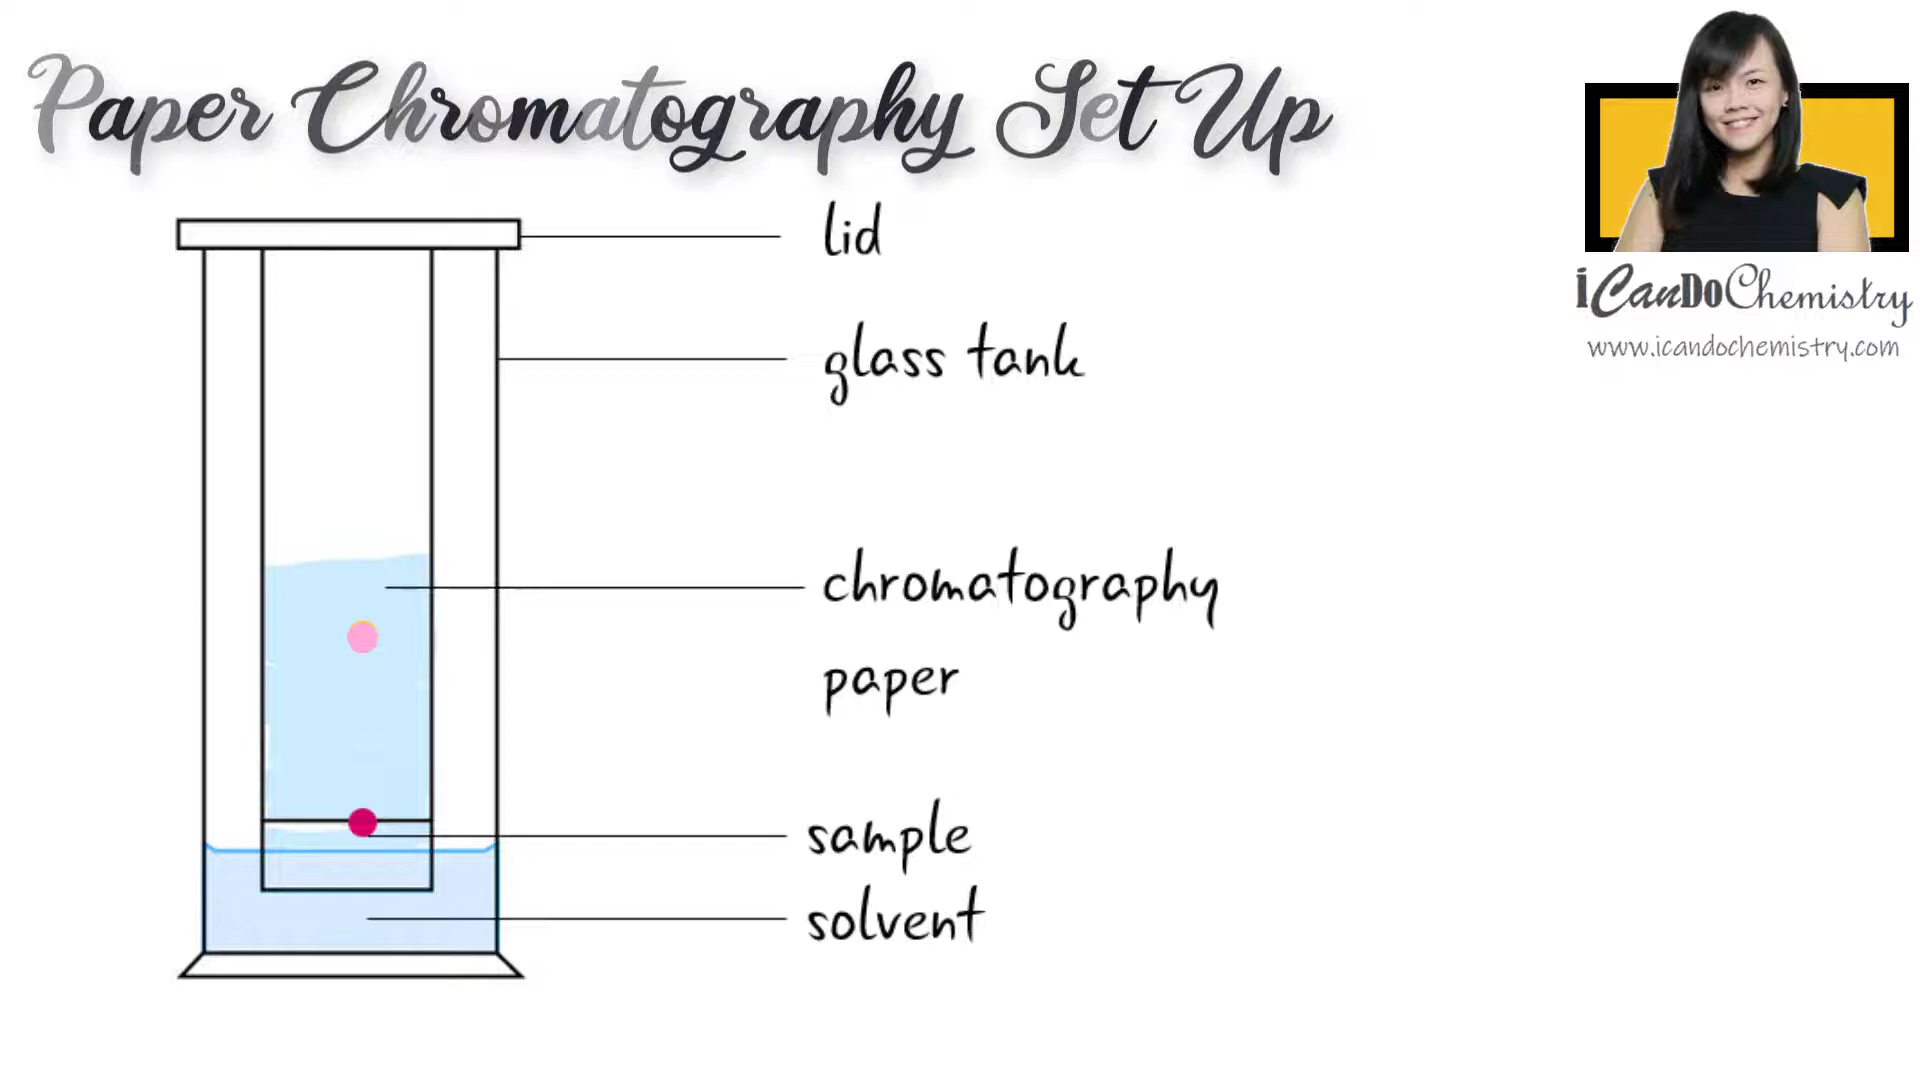 Paper Chromatography Set Up
lid
glass tank
chromatography
paper
sample
solvent
iCanDoChemistry
www.icandochemistry.com